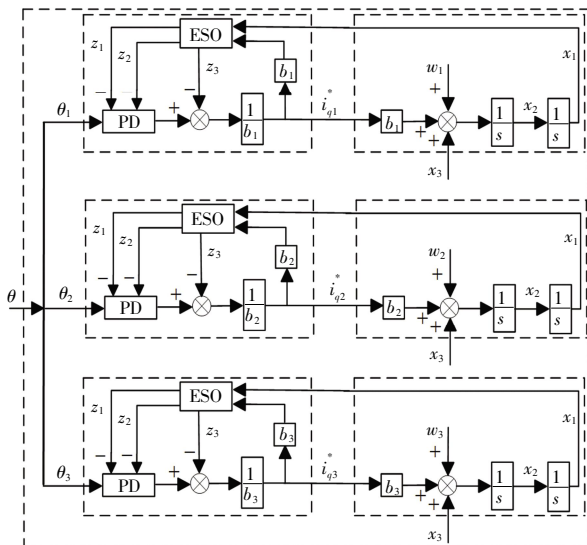 ESO
z₁
z₂
z₃
b₁
x₁
w₁
θ₁
PD
1/b₁
i*q1
b₁
1/s
x₂
1/s
x₃
ESO
z₁
z₂
z₃
b₂
x₁
w₂
θ
θ₂
PD
1/b₂
i*q2
b₂
1/s
x₂
1/s
x₃
ESO
z₁
z₂
z₃
b₃
x₁
w₃
θ₃
PD
1/b₃
i*q3
b₃
1/s
x₂
1/s
x₃